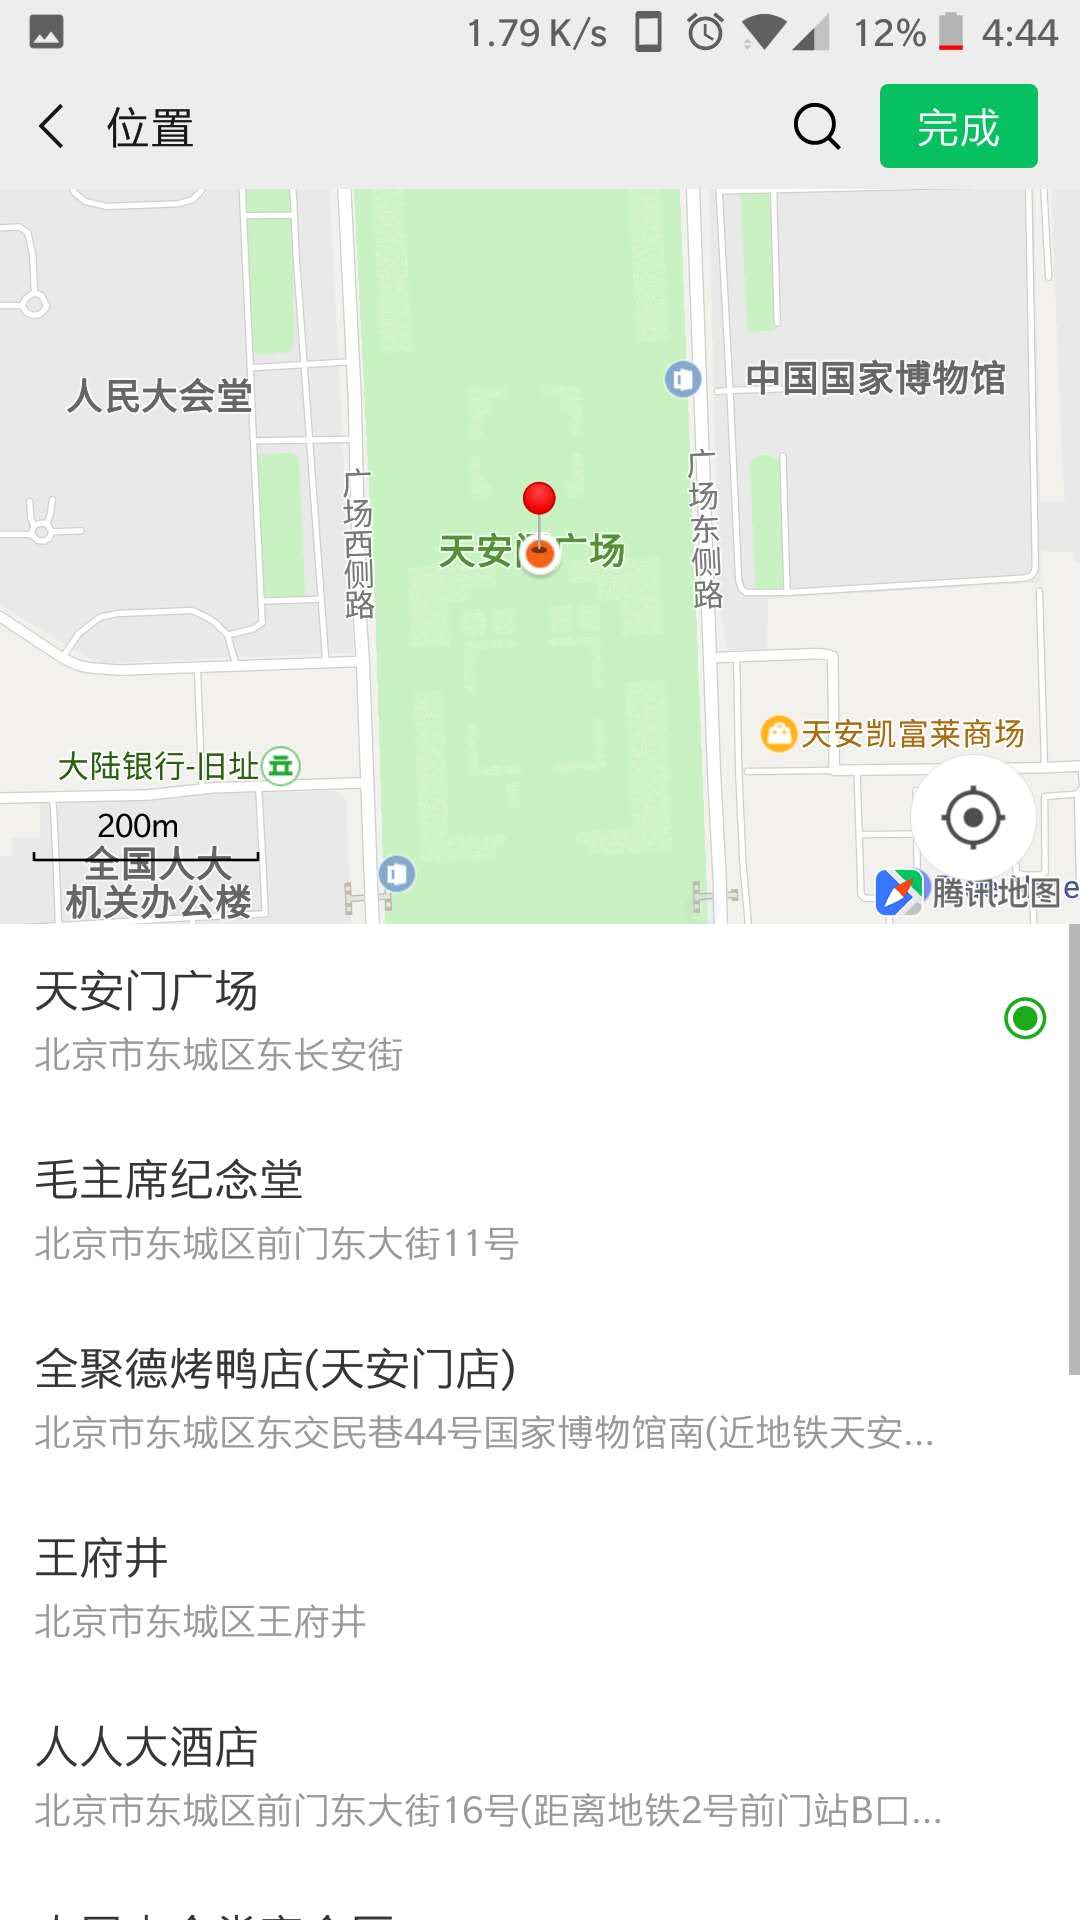 1.79 K/s 12% 4:44
位置
完成
人民大会堂
中国国家博物馆
广场西侧路
广场东侧路
天安门广场
天安凯富莱商场
大陆银行-旧址
200m
全国人大
机关办公楼
腾讯地图
天安门广场
北京市东城区东长安街
毛主席纪念堂
北京市东城区前门东大街11号
全聚德烤鸭店(天安门店)
北京市东城区东交民巷44号国家博物馆南(近地铁天安...
王府井
北京市东城区王府井
人人大酒店
北京市东城区前门东大街16号(距离地铁2号前门站B口...